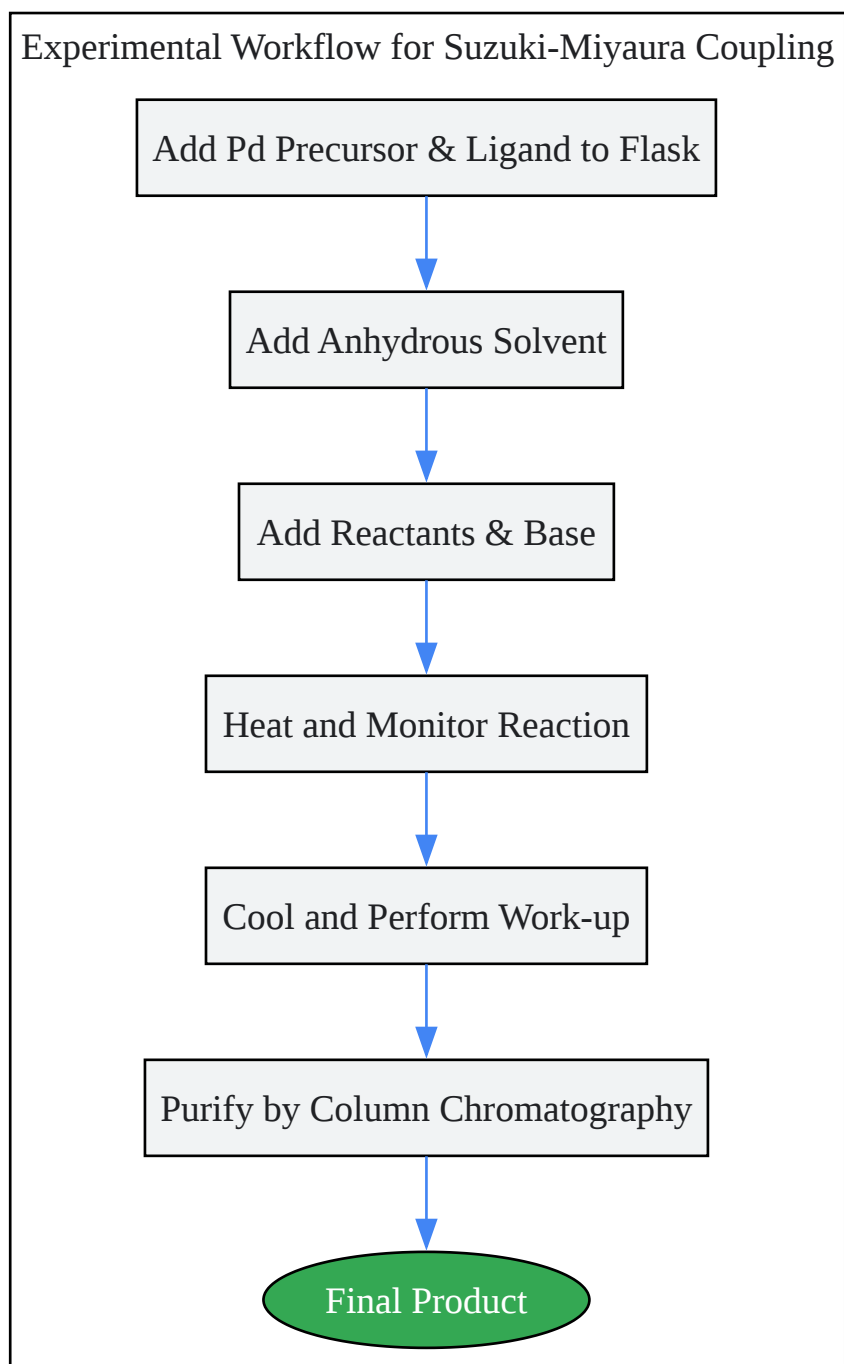 Experimental Workflow for Suzuki-Miyaura Coupling
Add Pd Precursor & Ligand to Flask
Add Anhydrous Solvent
Add Reactants & Base
Heat and Monitor Reaction
Cool and Perform Work-up
Purify by Column Chromatography
Final Product